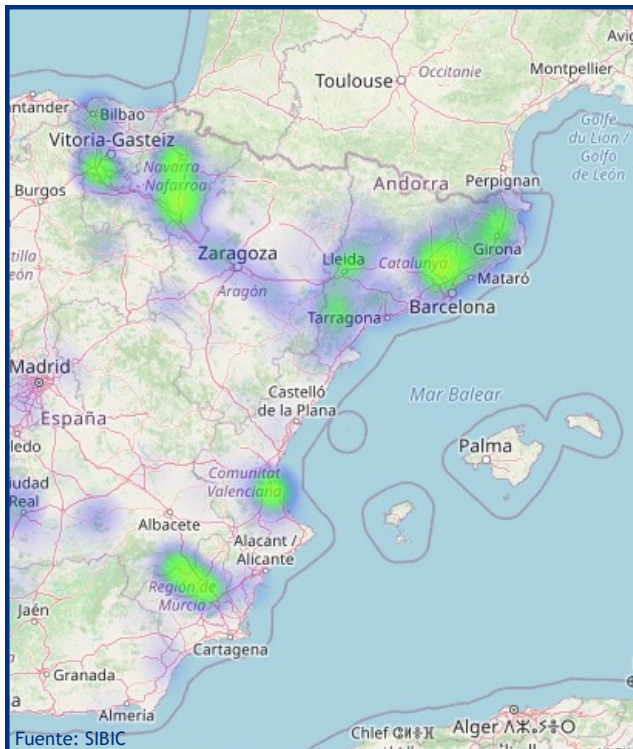 Avig
Toulouse
Occitanie
Montpellier
antander
Bilbao
Golfe
du Lion /
Golfo
de León
Vitoria-Gasteiz
Navarra
Nafarroa
Andorra
Perpignan
Burgos
Girona
Zaragoza
Lleida
Catalunya
Mataró
stilla
León
Aragón
Tarragona
Barcelona
Madrid
Mar Balear
Castelló
de la Plana
España
Palma
ledo
Comunitat
Valenciana
iudad
Real
Albacete
Alacant /
Alicante
Región de
Murcia
Jaén
Cartagena
Granada
a
Almería
Fuente: SIBIC
Alger
Chlef